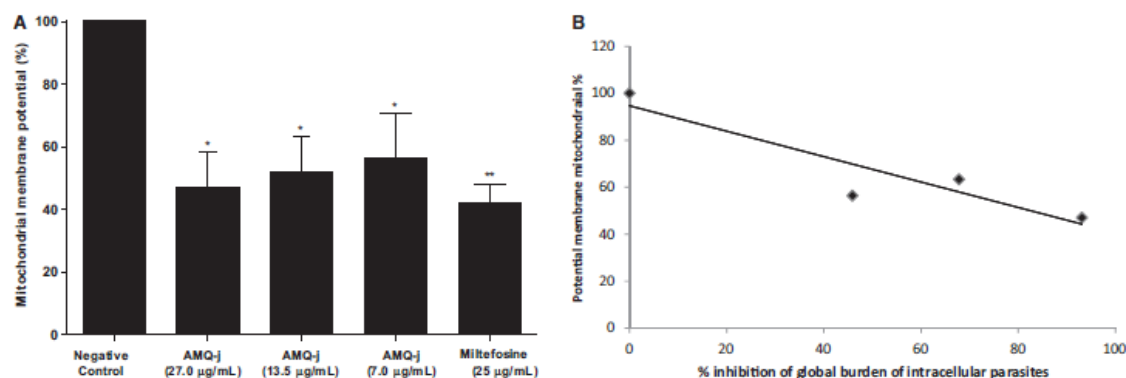 A
Mitochondrial membrane potential (%)
100
80
60
40
20
0
*
*
*
**
Negative
Control
AMQ-j
(27.0 µg/mL)
AMQ-j
(13.5 µg/mL)
AMQ-j
(7.0 µg/mL)
Miltefosine
(25 µg/mL)
B
Potential membrane mitochondraial %
120
100
80
60
40
20
0
0
20
40
60
80
100
% inhibition of global burden of intracellular parasites